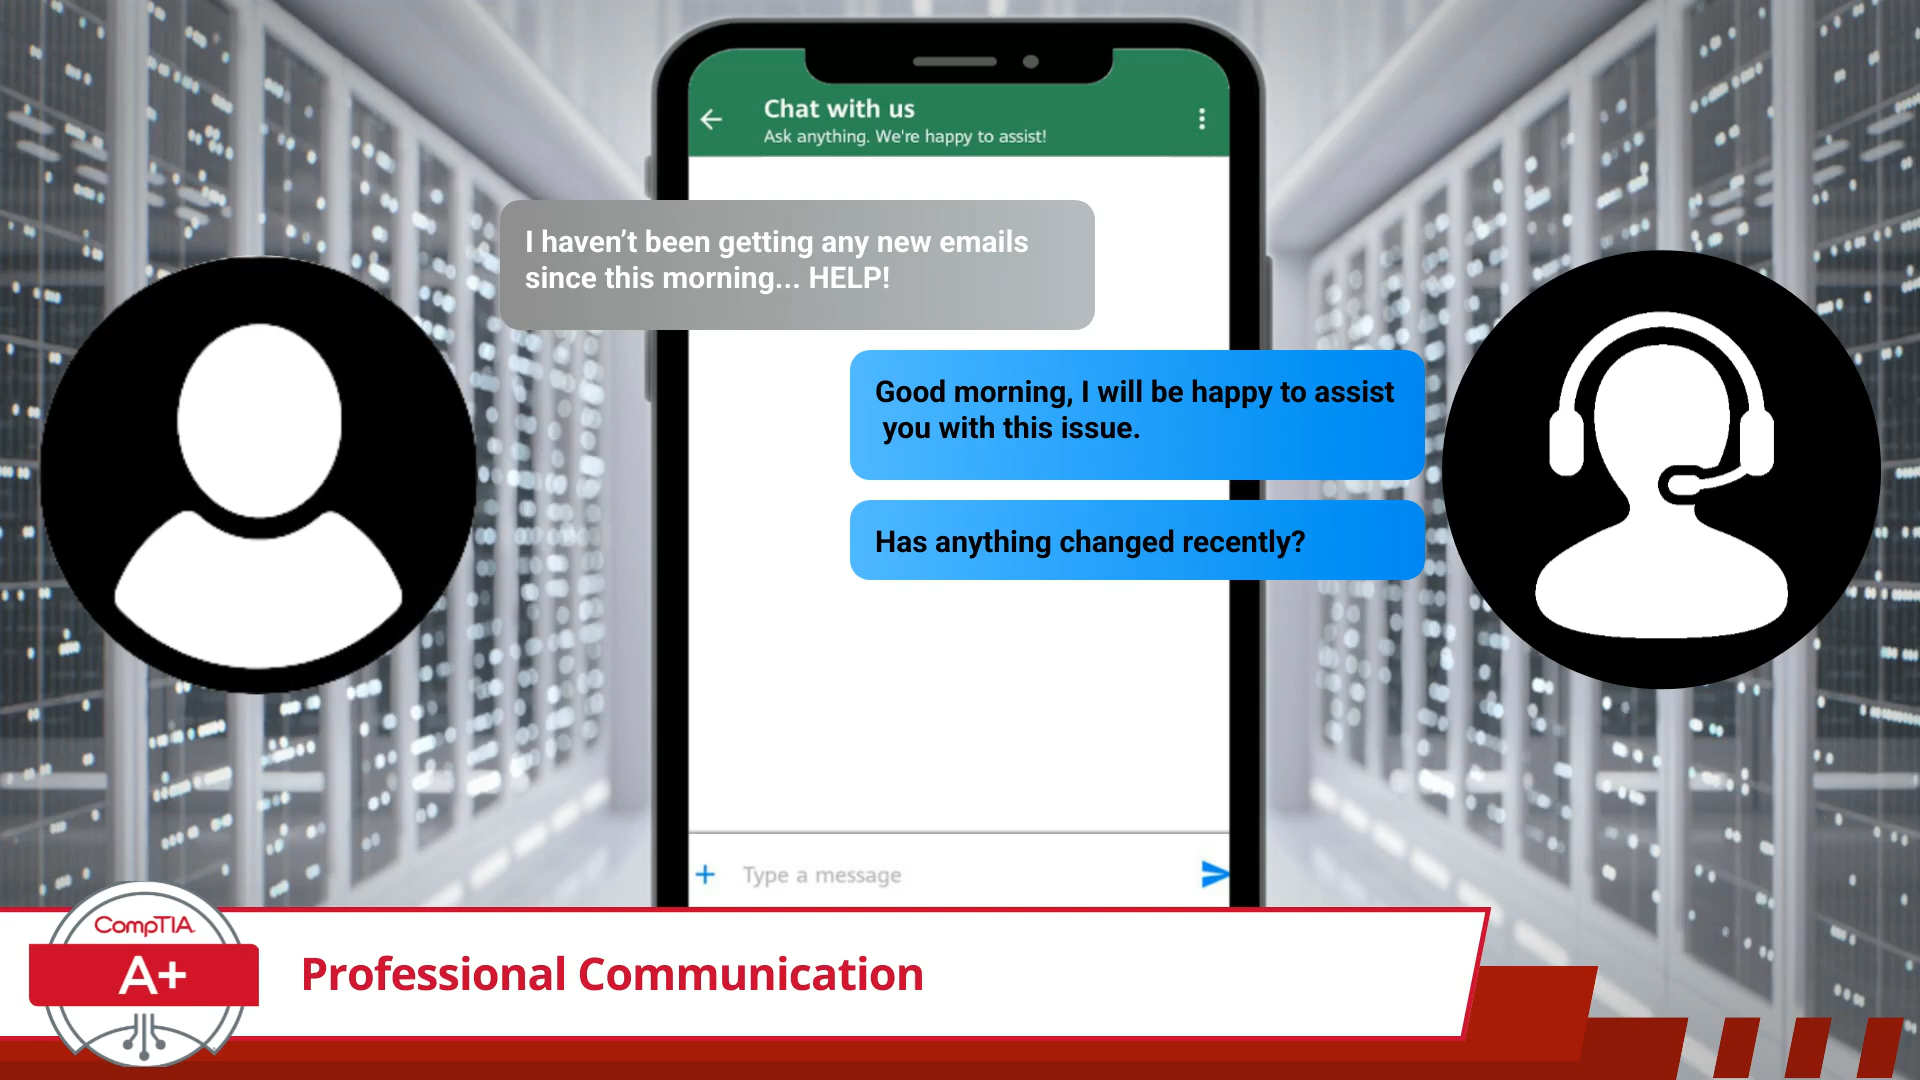 Chat with us
Ask anything. We're happy to assist!
I haven’t been getting any new emails
since this morning... HELP!
Good morning, I will be happy to assist
you with this issue.
Has anything changed recently?
Type a message
CompTIA
A+
Professional Communication